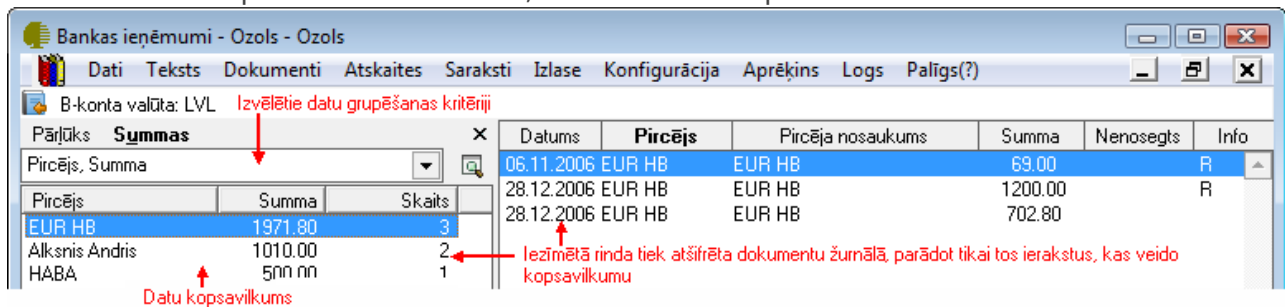 Bankas ieņēmumi - Ozols - Ozols
Dati Teksts Dokumenti Atskaites Saraksti Izlase Konfigurācija Aprēķins Logs Palīgs(?)
B-konta valūta: LVL Izvēlētie datu grupēšanas kritēriji
Pārlūks Summas
Pircējs, Summa
Pircējs Summa Skaits
EUR HB 1971.80 3
Alksnis Andris 1010.00 2
HABA 500.00 1
Datu kopsavilkums
Datums Pircējs Pircēja nosaukums Summa Nenosegts Info
06.11.2006 EUR HB EUR HB 69.00 R
28.12.2006 EUR HB EUR HB 1200.00 R
28.12.2006 EUR HB EUR HB 702.80
Iezīmētā rinda tiek atšifrēta dokumentu žurnālā, parādot tikai tos ierakstus, kas veido
kopsavilkumu